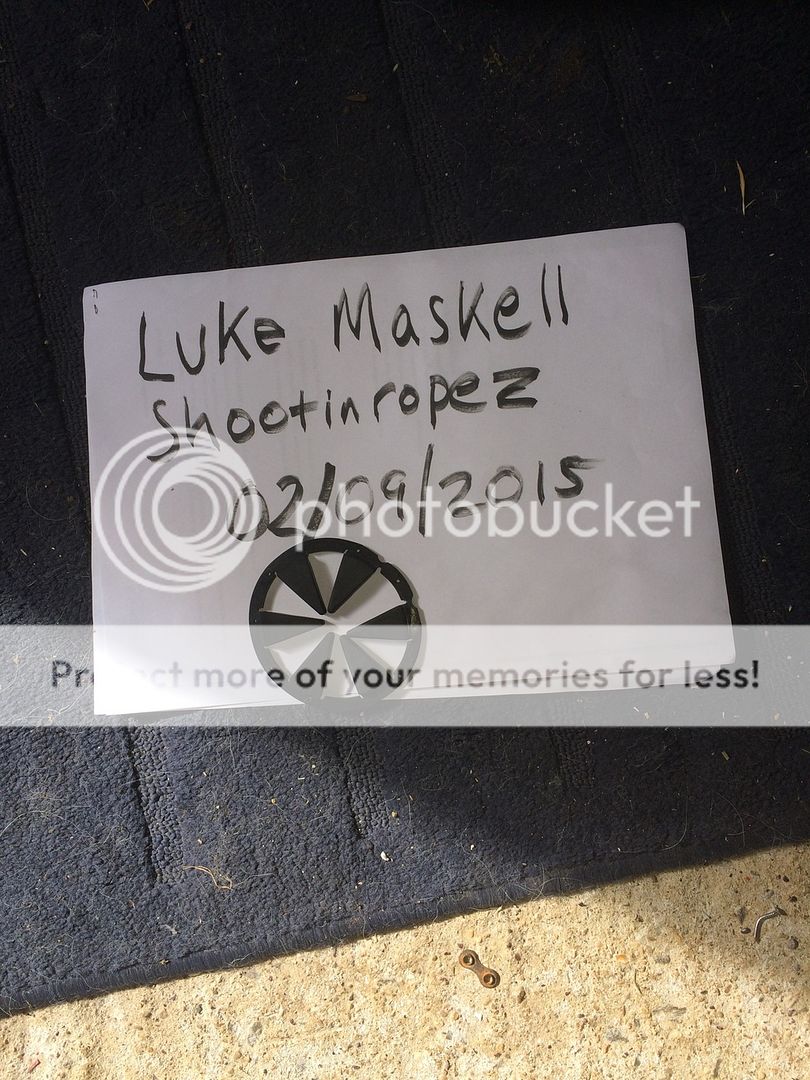 Luke Maskell
Shootinropez
02/09/2015
photobucket
Protect more of your memories for less!